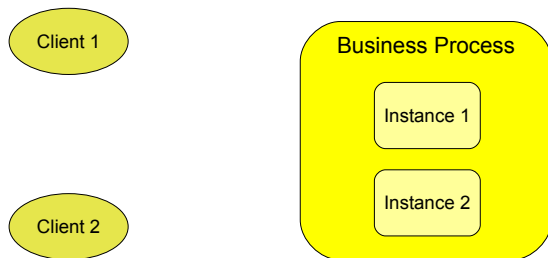 Client 1
Business Process
Instance 1
Instance 2
Client 2